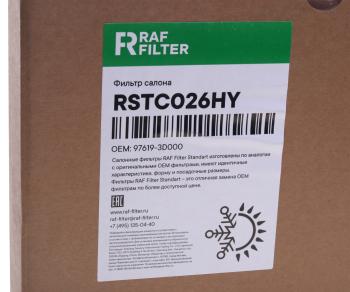 RAF
FILTER
Фильтр салона
RSTC026HY
OEM: 97619-3D000
Салонные фильтры RAF Filter Standart изготовлены по аналогии
с оригинальными OEM фильтрами, имеют идентичные
характеристики, форму и посадочные размеры.
Фильтры RAF Filter Standart – это отличная замена OEM
фильтрам по более доступной цене.
EAC
www.raf-filter.ru
raf-filter@raf-filter.ru
+7 (495) 135-04-40